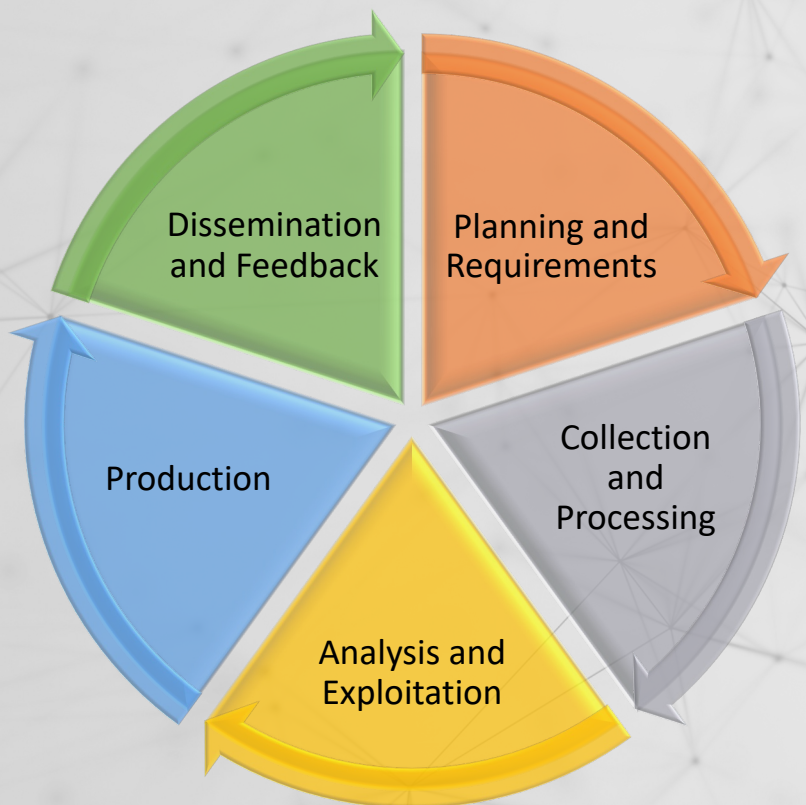 Dissemination
and Feedback
Planning and
Requirements
Collection
and
Processing
Analysis and
Exploitation
Production